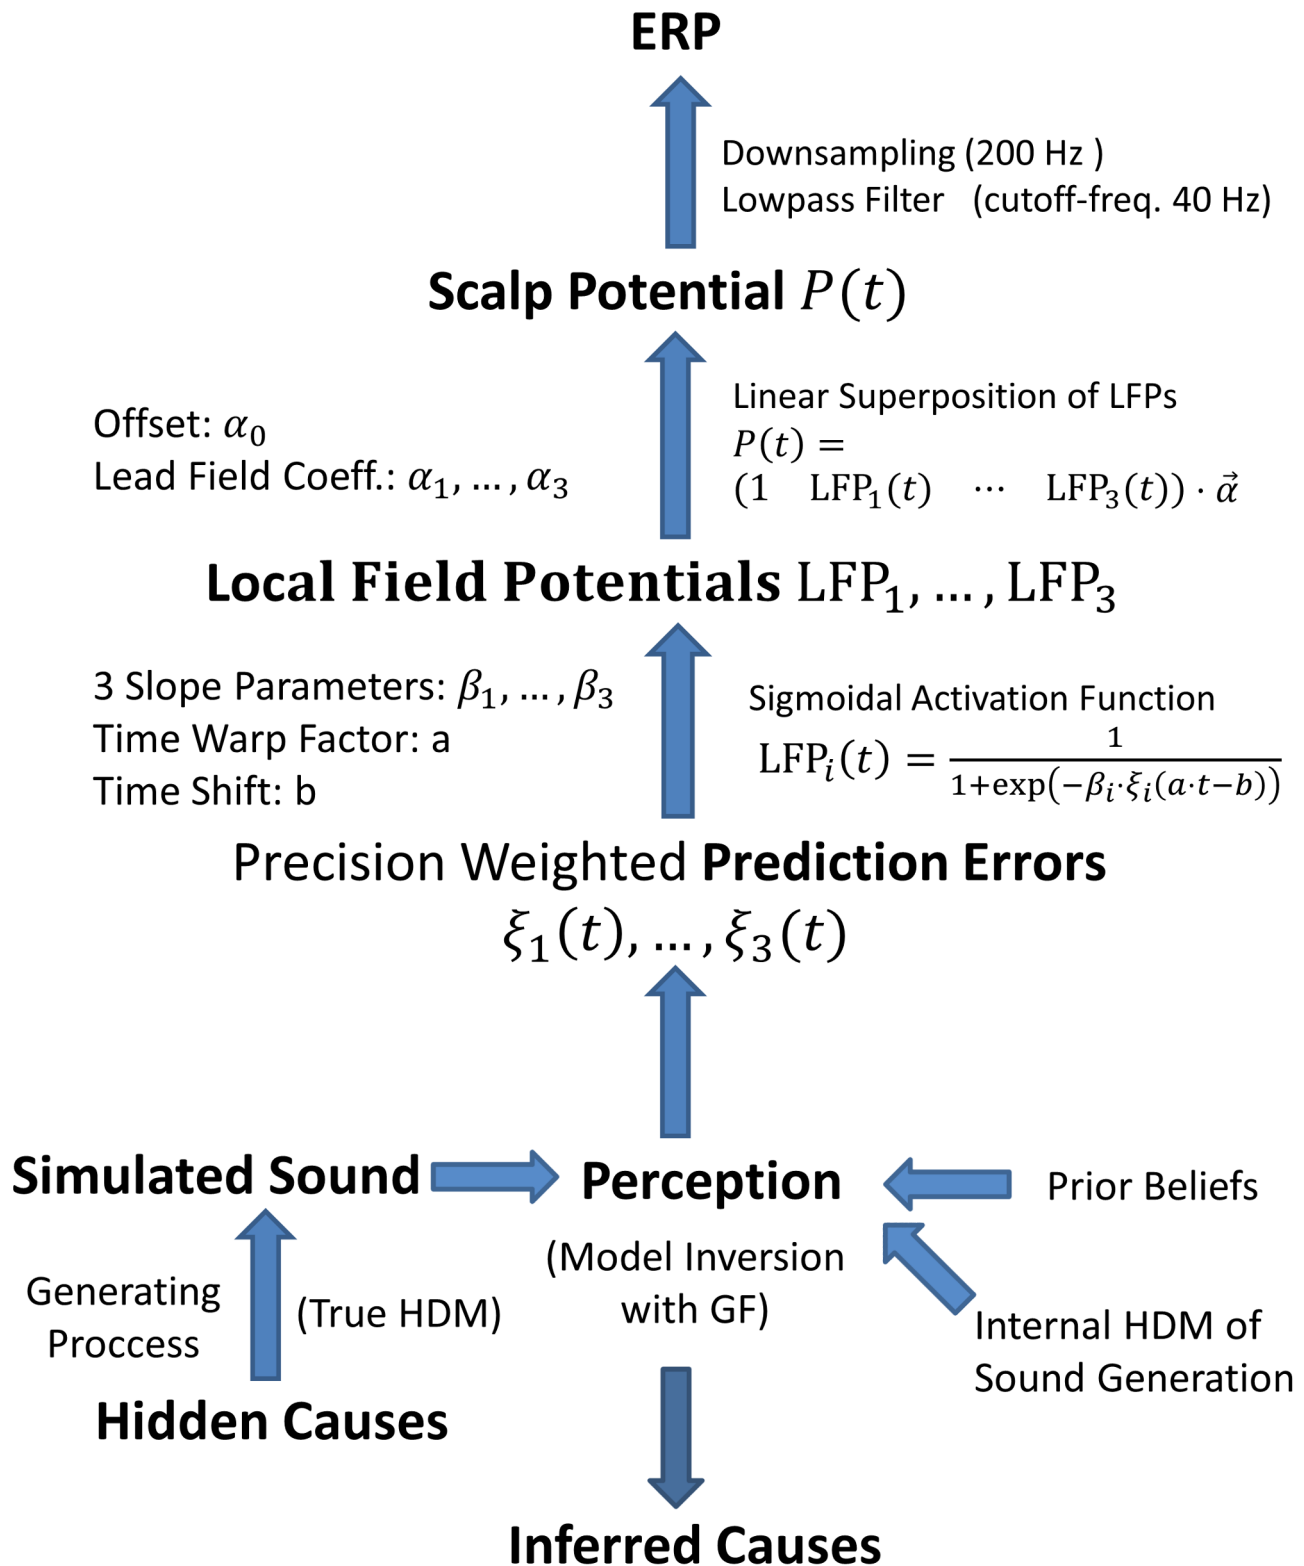 ERP
Downsampling (200 Hz )
Lowpass Filter (cutoff-freq. 40 Hz)
Scalp Potential P(t)
Offset: α₀
Lead Field Coeff.: α₁, … , α₃
Linear Superposition of LFPs
P(t) =
(1 LFP₁(t) ⋯ LFP₃(t)) · α⃗
Local Field Potentials LFP₁, … , LFP₃
3 Slope Parameters: β₁, … , β₃
Time Warp Factor: a
Time Shift: b
Sigmoidal Activation Function
LFPᵢ(t) = 1 / 1+exp(−βᵢ·ξᵢ(a·t−b))
Precision Weighted Prediction Errors
ξ₁(t), … , ξ₃(t)
Simulated Sound
Perception
Prior Beliefs
(Model Inversion
with GF)
Generating
Proccess
(True HDM)
Internal HDM of
Sound Generation
Hidden Causes
Inferred Causes